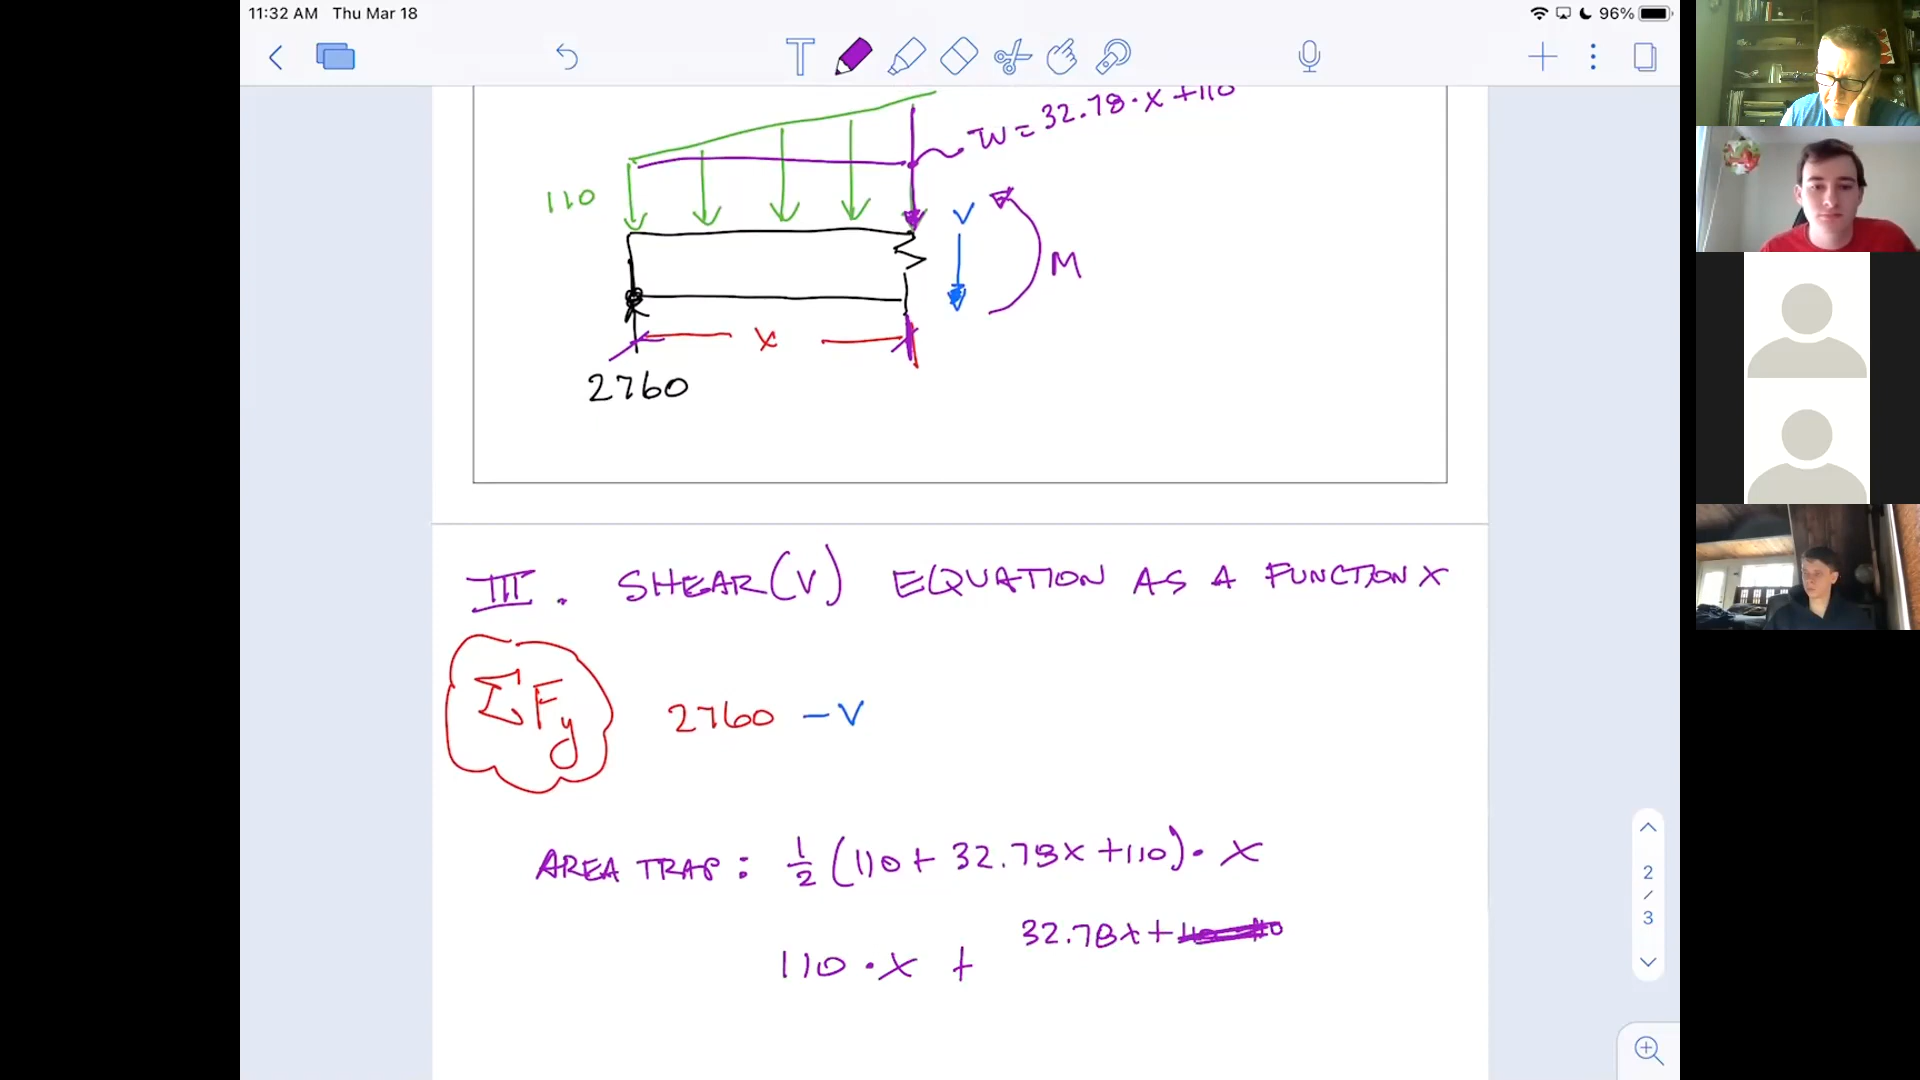 11:32 AM Thu Mar 18
96%
T
W = 32.78·x + 110
110
V
M
x
2760
III. SHEAR(V) EQUATION AS A FUNCTION X
ΣFy 2760 - V
AREA TRAP: 1/2 (110 + 32.78x + 110) · x
32.78x +
110 · x +
2
/
3